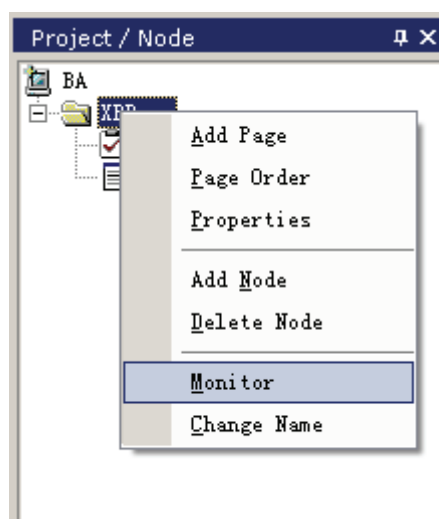 Project / Node
BA
Add Page
Page Order
Properties
Add Node
Delete Node
Monitor
Change Name